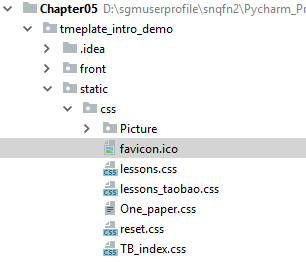 Chapter05 D:\sgmuserprofile\snqfn2\Pycharm_Pr
tmeplate_intro_demo
.idea
front
static
css
Picture
favicon.ico
lessons.css
lessons_taobao.css
One_paper.css
reset.css
TB_index.css